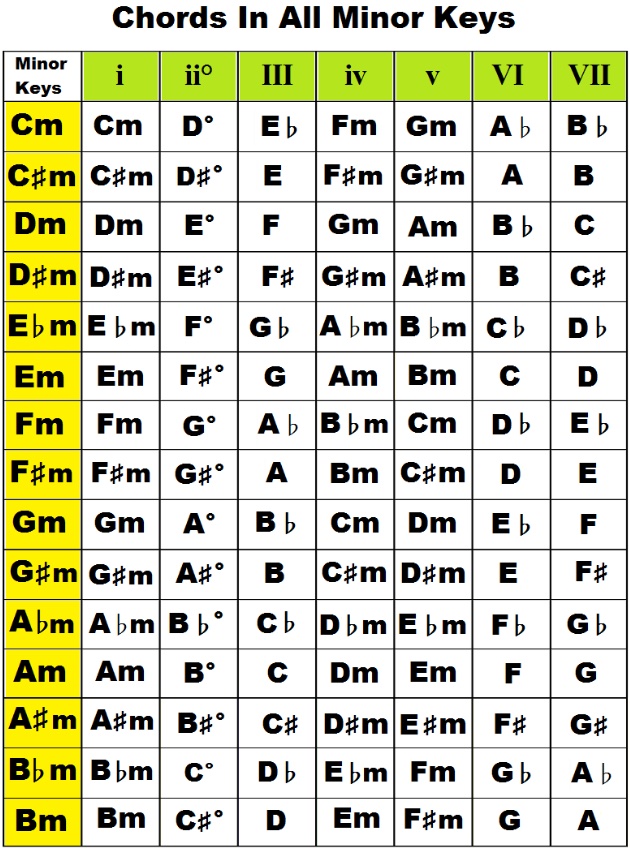 Chords In All Minor Keys
Minor Keys i ii° III iv v VI VII
Cm Cm D° E♭ Fm Gm A♭ B♭
C♯m C♯m D♯° E F♯m G♯m A B
Dm Dm E° F Gm Am B♭ C
D♯m D♯m E♯° F♯ G♯m A♯m B C♯
E♭m E♭m F° G♭ A♭m B♭m C♭ D♭
Em Em F♯° G Am Bm C D
Fm Fm G° A♭ B♭m Cm D♭ E♭
F♯m F♯m G♯° A Bm C♯m D E
Gm Gm A° B♭ Cm Dm E♭ F
G♯m G♯m A♯° B C♯m D♯m E F♯
A♭m A♭m B♭° C♭ D♭m E♭m F♭ G♭
Am Am B° C Dm Em F G
A♯m A♯m B♯° C♯ D♯m E♯m F♯ G♯
B♭m B♭m C° D♭ E♭m Fm G♭ A♭
Bm Bm C♯° D Em F♯m G A